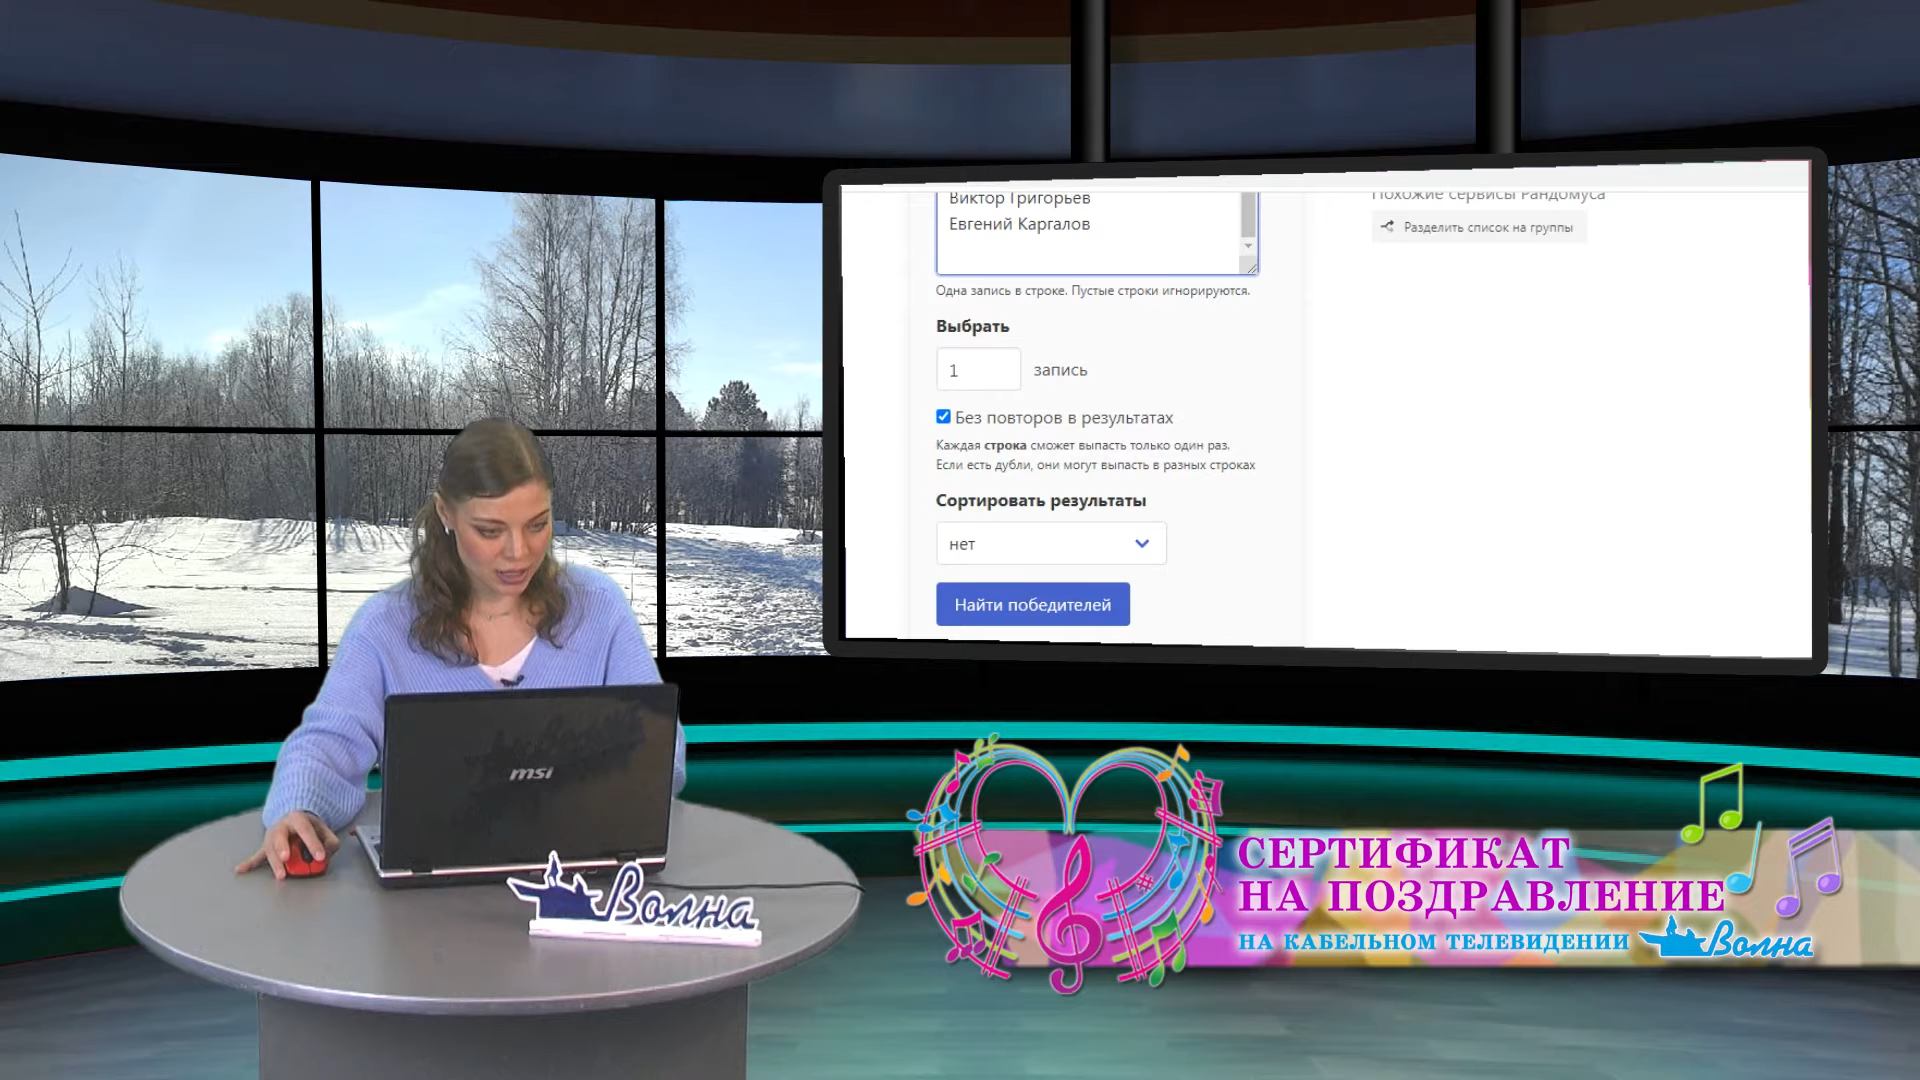 Виктор Григорьев
Евгений Каргалов
Одна запись в строке. Пустые строки игнорируются.
Выбрать
1 запись
Без повторов в результатах
Каждая строка сможет выпасть только один раз.
Если есть дубли, они могут выпасть в разных строках
Сортировать результаты
нет
Найти победителей
Похожие сервисы Рандомуса
Разделить список на группы
msi
Волна
СЕРТИФИКАТ
НА ПОЗДРАВЛЕНИЕ
НА КАБЕЛЬНОМ ТЕЛЕВИДЕНИИ Волна